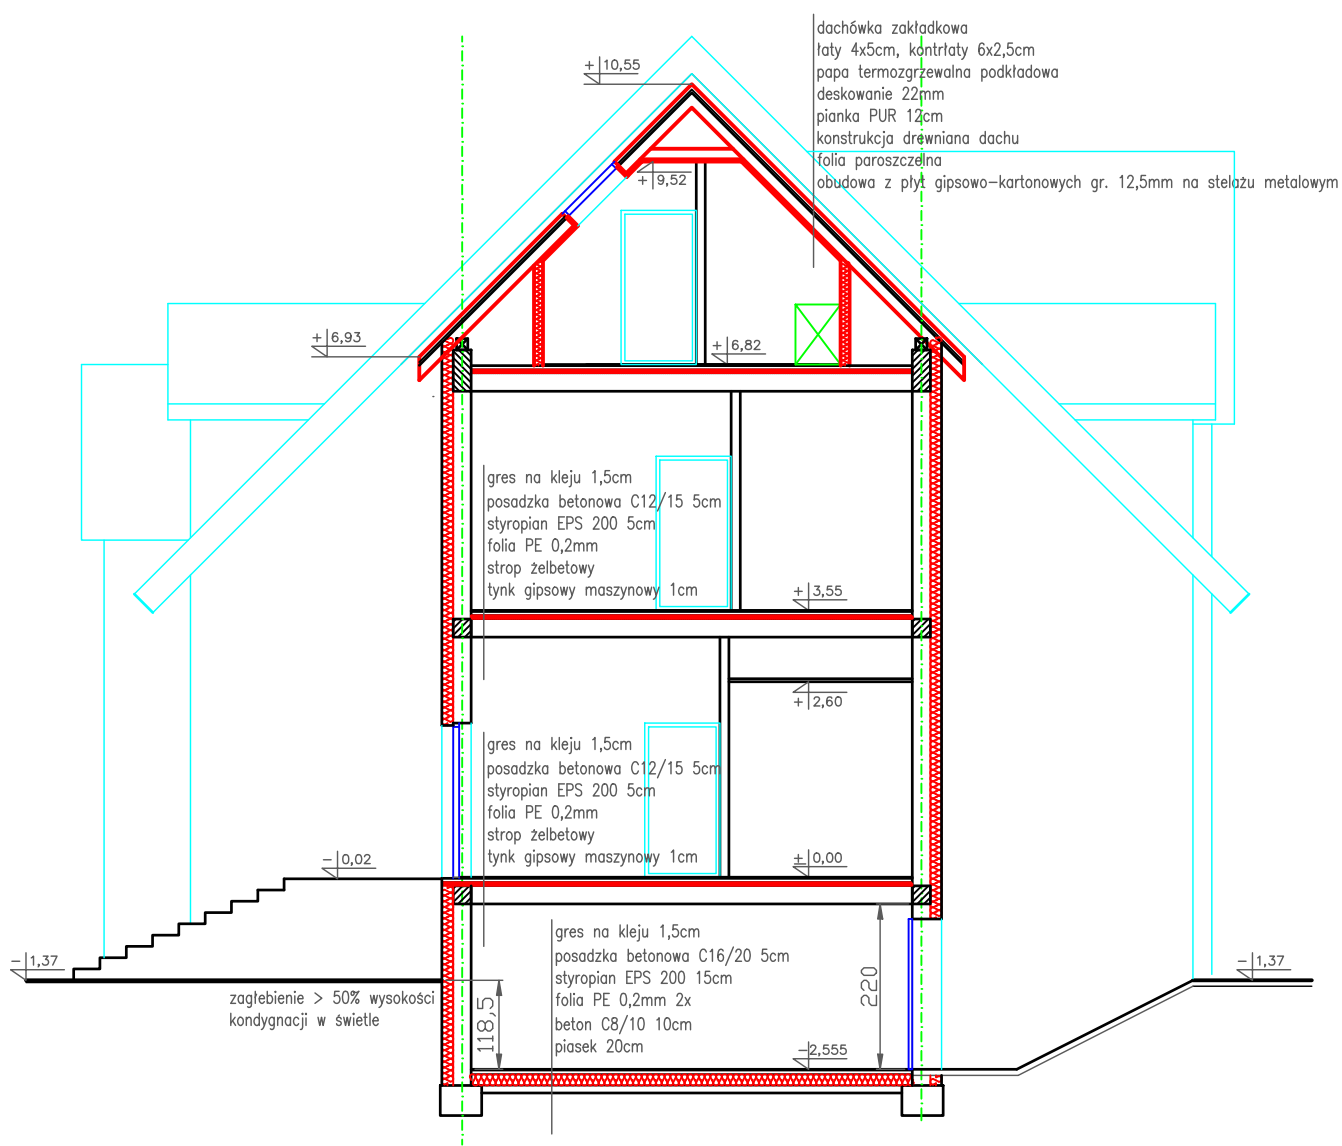 dachówka zakładkowa
łaty 4x5cm, kontrłaty 6x2,5cm
papa termozgrzewalna podkładowa
deskowanie 22mm
pianka PUR 12cm
konstrukcja drewniana dachu
folia paroszczelna
obudowa z płyt gipsowo-kartonowych gr. 12,5mm na stelażu metalowym
+10,55
+9,52
+6,93
+6,82
gres na kleju 1,5cm
posadzka betonowa C12/15 5cm
styropian EPS 200 5cm
folia PE 0,2mm
strop żelbetowy
tynk gipsowy maszynowy 1cm
+3,55
+2,60
gres na kleju 1,5cm
posadzka betonowa C12/15 5cm
styropian EPS 200 5cm
folia PE 0,2mm
strop żelbetowy
tynk gipsowy maszynowy 1cm
-0,02
±0,00
gres na kleju 1,5cm
posadzka betonowa C16/20 5cm
styropian EPS 200 15cm
folia PE 0,2mm 2x
beton C8/10 10cm
piasek 20cm
-1,37
-1,37
zagłebienie > 50% wysokości
kondygnacji w świetle
118,5
220
-2,555